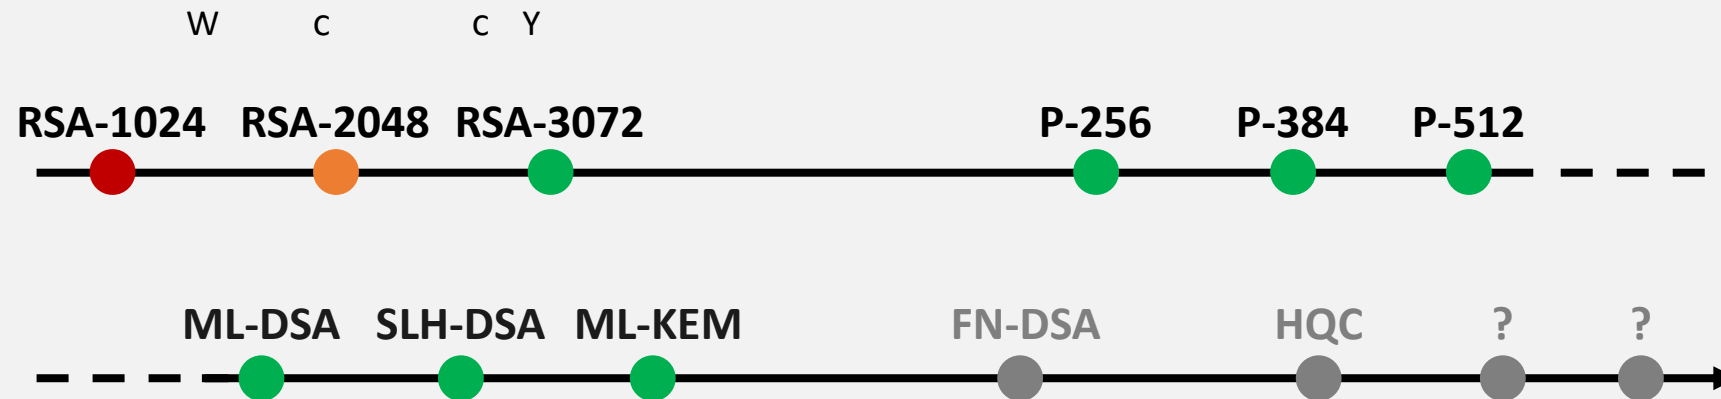 W c c Y
RSA-1024 RSA-2048 RSA-3072 P-256 P-384 P-512
ML-DSA SLH-DSA ML-KEM FN-DSA HQC ? ?